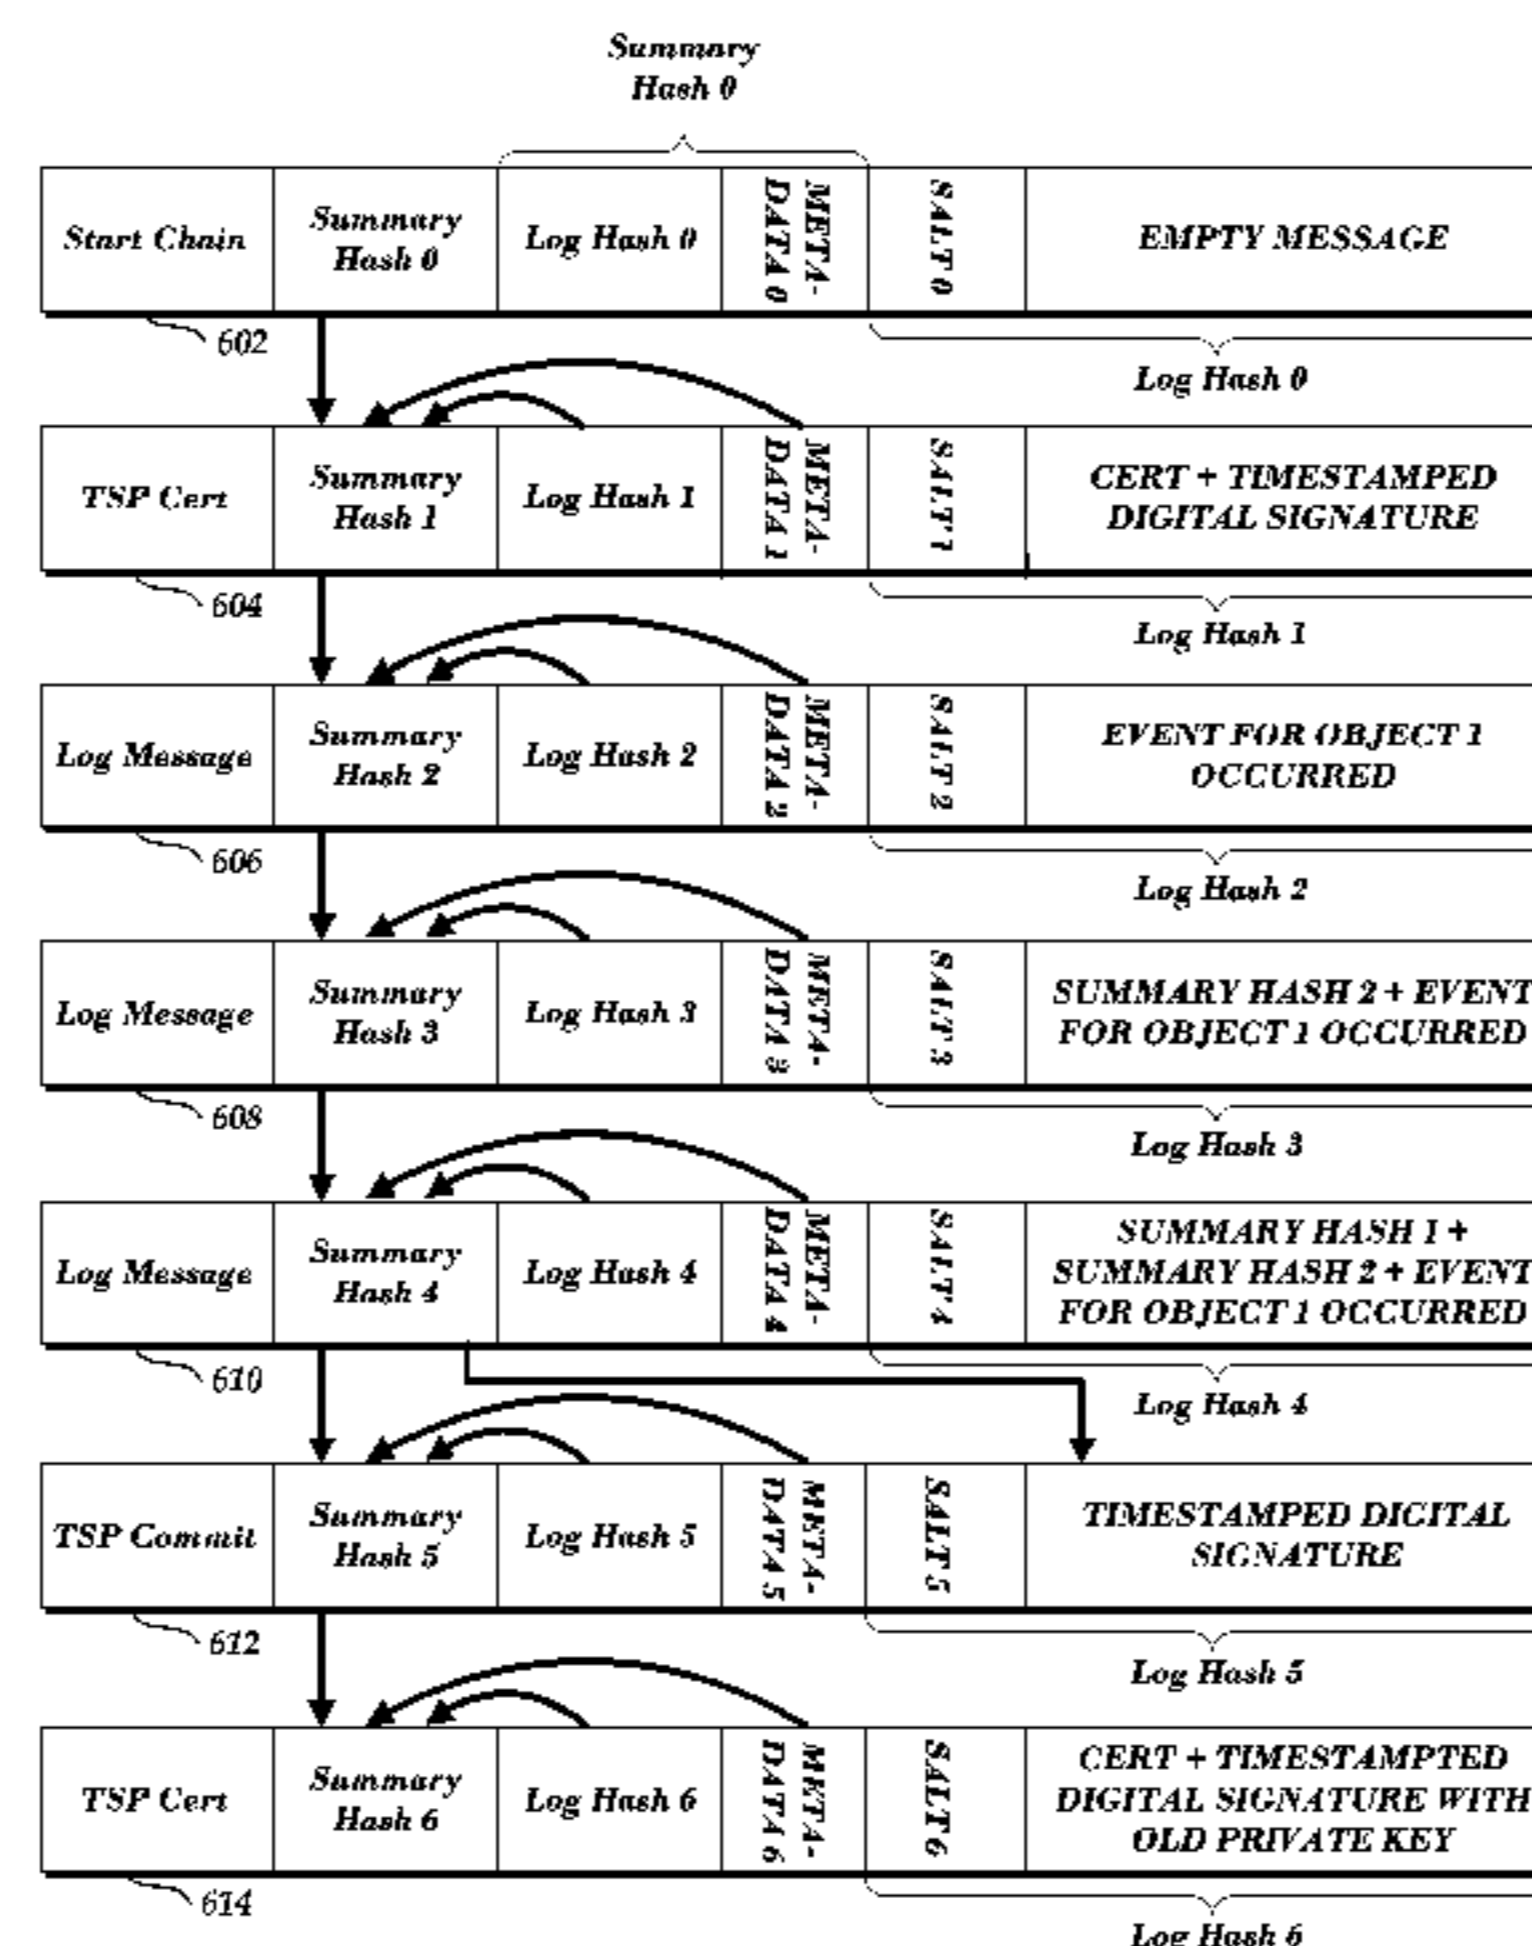 Summary
Hash 0
Start Chain
Summary
Hash 0
Log Hash 0
META-
DATA 0
SALT 0
EMPTY MESSAGE
602
Log Hash 0
TSP Cert
Summary
Hash 1
Log Hash 1
META-
DATA 1
SALT 1
CERT + TIMESTAMPED
DIGITAL SIGNATURE
604
Log Hash 1
Log Message
Summary
Hash 2
Log Hash 2
META-
DATA 2
SALT 2
EVENT FOR OBJECT 1
OCCURRED
606
Log Hash 2
Log Message
Summary
Hash 3
Log Hash 3
META-
DATA 3
SALT 3
SUMMARY HASH 2 + EVENT
FOR OBJECT 1 OCCURRED
608
Log Hash 3
Log Message
Summary
Hash 4
Log Hash 4
META-
DATA 4
SALT 4
SUMMARY HASH 1 +
SUMMARY HASH 2 + EVENT
FOR OBJECT 1 OCCURRED
610
Log Hash 4
TSP Commit
Summary
Hash 5
Log Hash 5
META-
DATA 5
SALT 5
TIMESTAMPED DIGITAL
SIGNATURE
612
Log Hash 5
TSP Cert
Summary
Hash 6
Log Hash 6
META-
DATA 6
SALT 6
CERT + TIMESTAMPTED
DIGITAL SIGNATURE WITH
OLD PRIVATE KEY
614
Log Hash 6